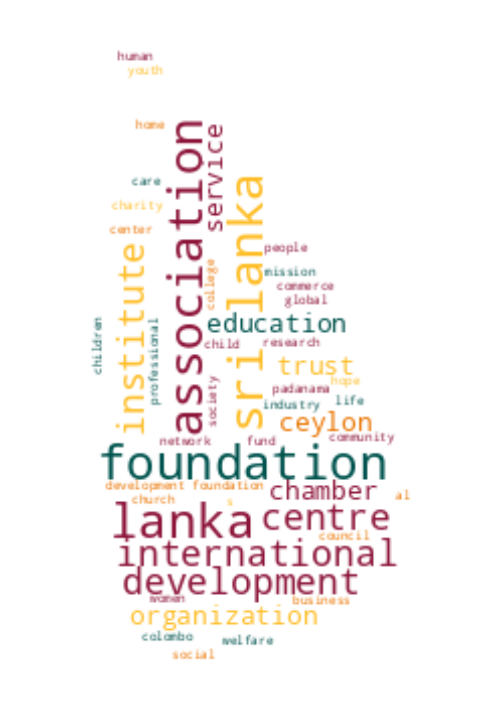 human
youth
home
association
service
care
sri lanka
charity
center
institute
people
college
mission
commerce
global
education
children
professional
child
research
trust
society
hope
padanama
life
industry
ceylon
network
fund
community
foundation
development foundation
chamber
church
s
al
lanka
centre
council
international
development
women
business
organization
colombo
welfare
social